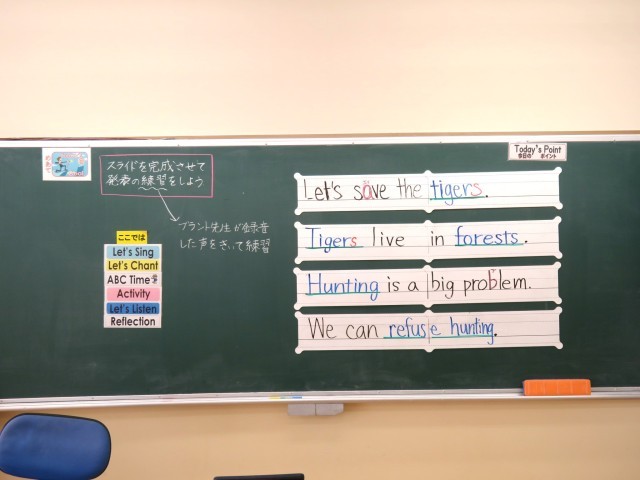 めあて
スライドを完成させて
発表の練習をしよう
ブラント先生が録音
した声をきいて練習
ここでは
Let's Sing
Let's Chant
ABC Time
Activity
Let's Listen
Reflection
Today's Point
今日の ポイント
Let's save the tigers.
Tigers live in forests.
Hunting is a big problem.
We can refuse hunting.